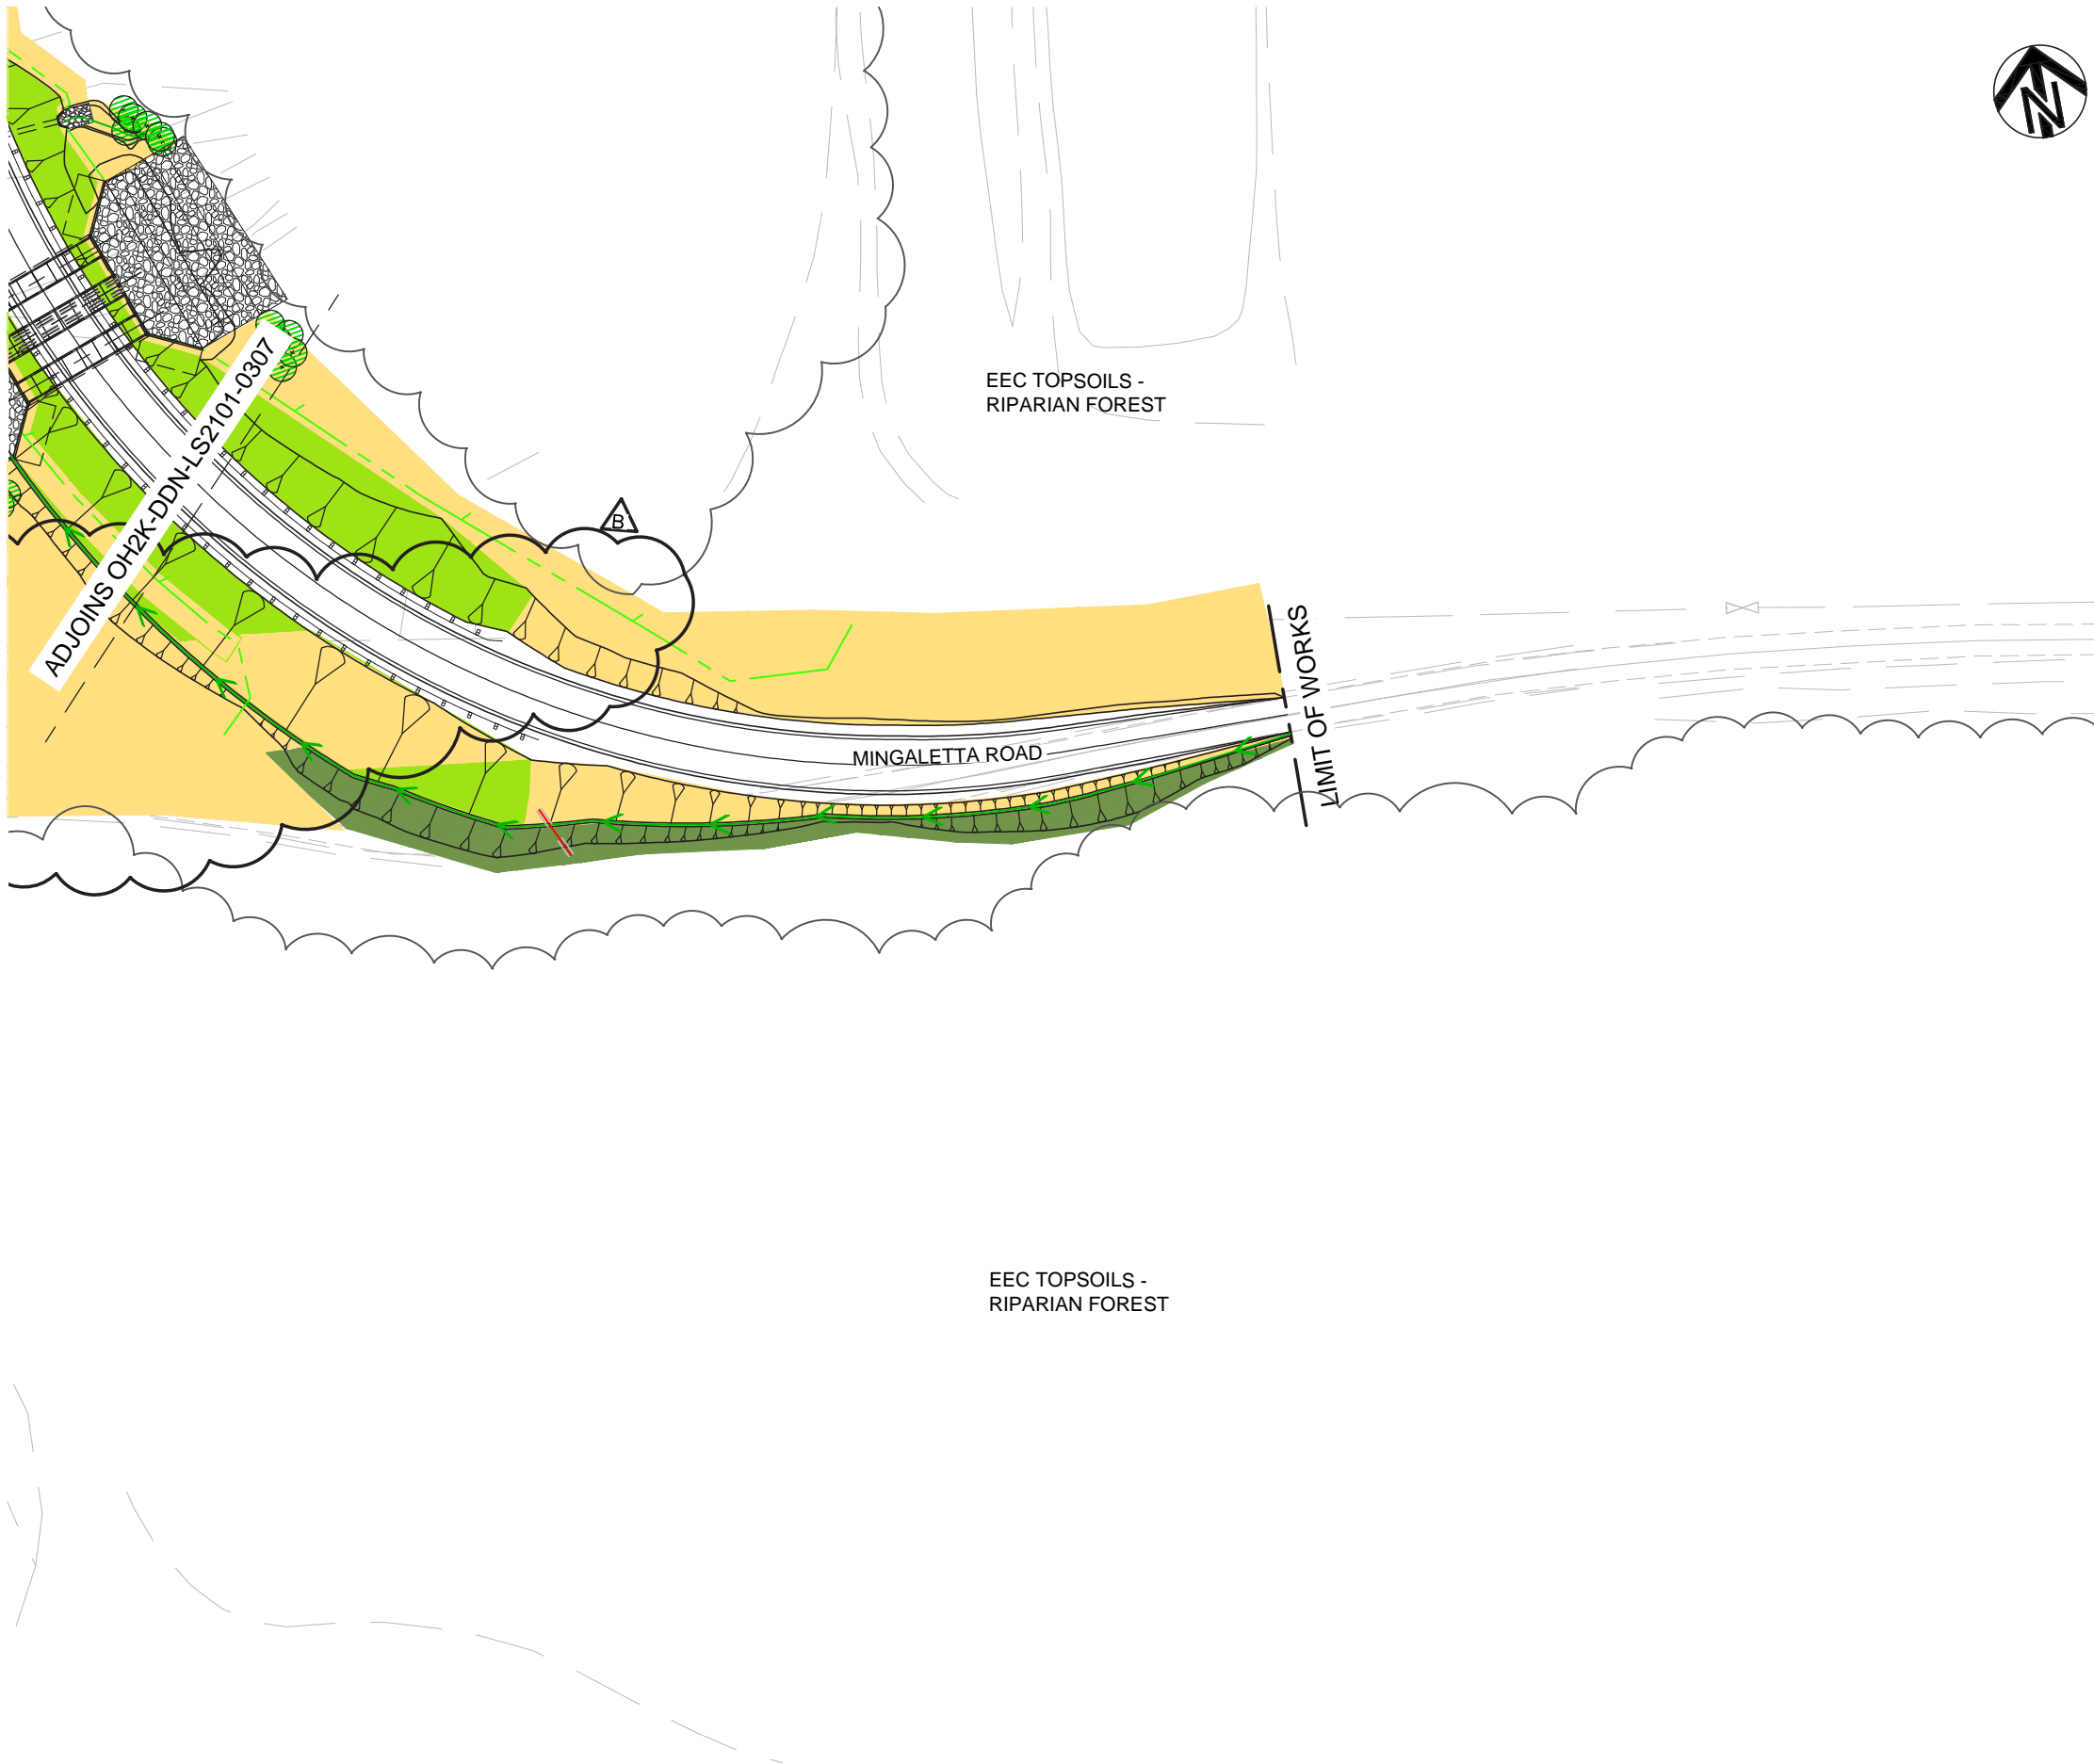 N
EEC TOPSOILS -
RIPARIAN FOREST
ADJOINS OH2K-DDN-LS2101-0307
B
LIMIT OF WORKS
MINGALETTA ROAD
EEC TOPSOILS -
RIPARIAN FOREST